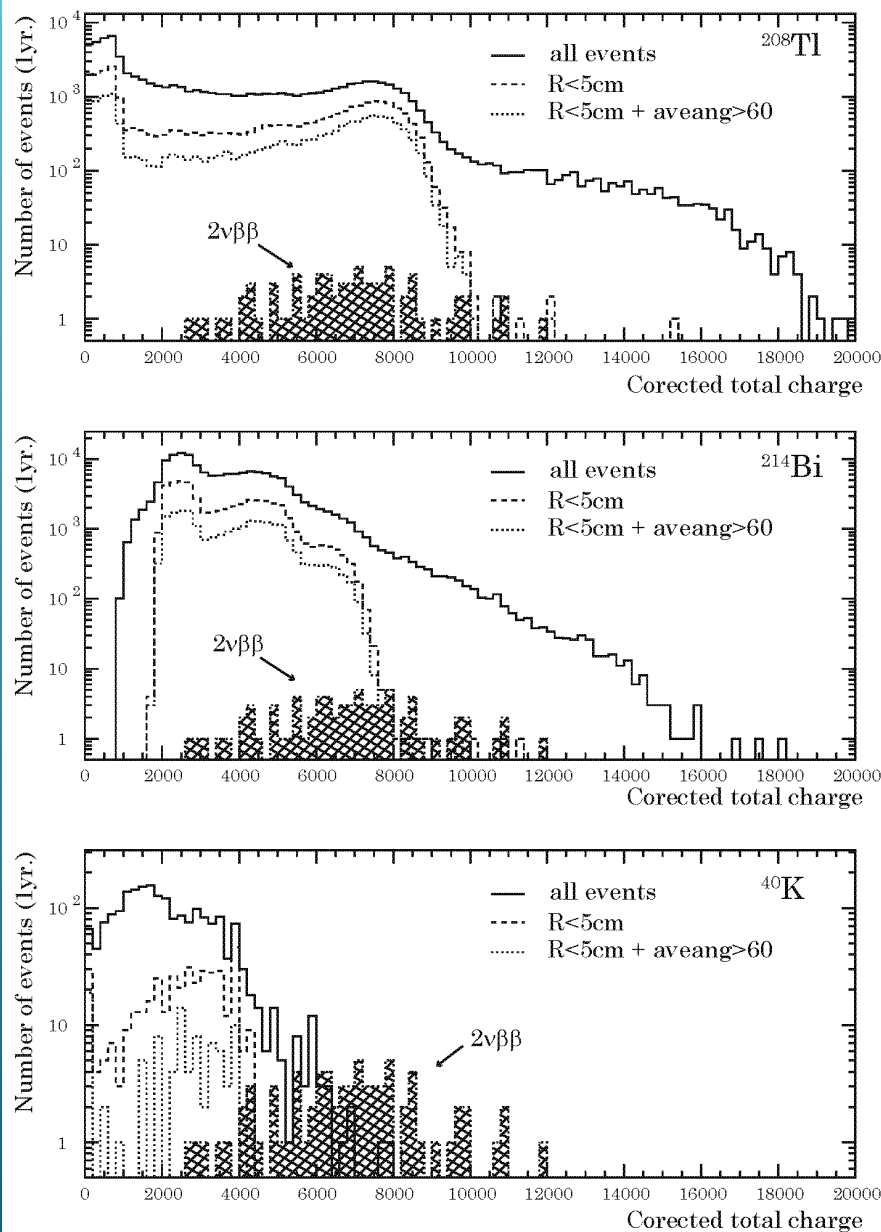 Number of events (1yr.)
10⁴
10³
10²
10
1
all events
R<5cm
R<5cm + aveang>60
²⁰⁸Tl
2νββ
0 2000 4000 6000 8000 10000 12000 14000 16000 18000 20000
Corected total charge
Number of events (1yr.)
10⁴
10³
10²
10
1
all events
R<5cm
R<5cm + aveang>60
²¹⁴Bi
2νββ
0 2000 4000 6000 8000 10000 12000 14000 16000 18000 20000
Corected total charge
Number of events (1yr.)
10²
10
1
all events
R<5cm
R<5cm + aveang>60
⁴⁰K
2νββ
0 2000 4000 6000 8000 10000 12000 14000 16000 18000 20000
Corected total charge